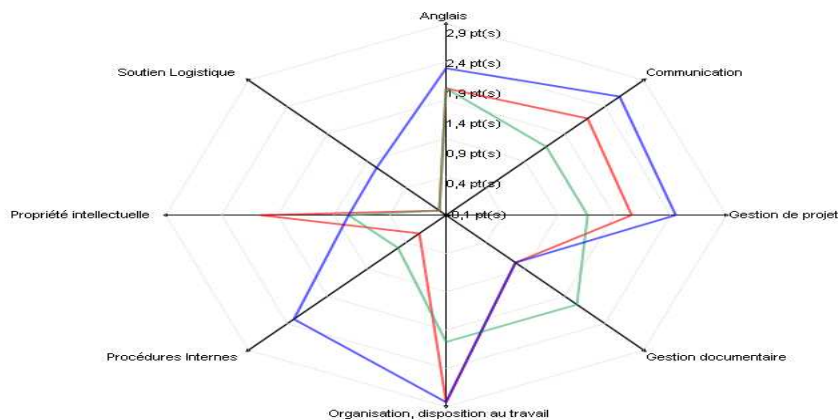 Anglais
2,9 pt(s)
2,4 pt(s)
Soutien Logistique
Communication
1,9 pt(s)
1,4 pt(s)
0,9 pt(s)
0,4 pt(s)
Propriété intellectuelle
-0,1 pt(s)
Gestion de projet
Procédures Internes
Gestion documentaire
Organisation, disposition au travail